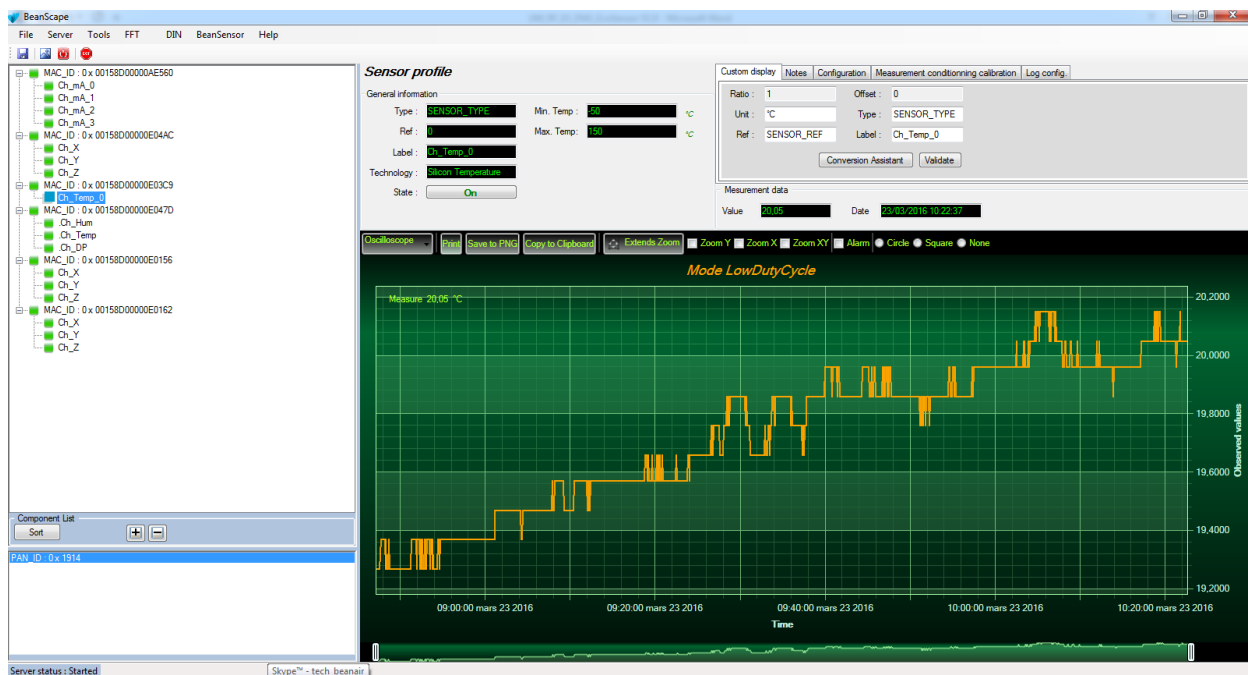 BeanScape
File Server Tools FFT DIN BeanSensor Help
MAC_ID : 0 x 00158D00000AE560
Ch_mA_0
Ch_mA_1
Ch_mA_2
Ch_mA_3
MAC_ID : 0 x 00158D00000E04AC
Ch_X
Ch_Y
Ch_Z
MAC_ID : 0 x 00158D00000E03C9
Ch_Temp_0
MAC_ID : 0 x 00158D00000E047D
.Ch_Hum
.Ch_Temp
.Ch_DP
MAC_ID : 0 x 00158D00000E0156
Ch_X
Ch_Y
Ch_Z
MAC_ID : 0 x 00158D00000E0162
Ch_X
Ch_Y
Ch_Z
Component List
Sort
PAN_ID : 0 x 1914
Server status : Started
Skype™ - tech_beanair
Sensor profile
General information
Type : SENSOR_TYPE Min. Temp : -50 °C
Ref : 0 Max. Temp: 150 °C
Label : Ch_Temp_0
Technology : Silicon Temperature
State : On
Custom display Notes Configuration Measurement conditionning calibration Log config.
Ratio : 1 Offset : 0
Unit : °C Type : SENSOR_TYPE
Ref : SENSOR_REF Label : Ch_Temp_0
Conversion Assistant Validate
Mesurement data
Value 20,05 Date 23/03/2016 10:22:37
Oscilloscope Print Save to PNG Copy to Clipboard Extends Zoom Zoom Y Zoom X Zoom XY Alarm Circle Square None
Mode LowDutyCycle
Measure 20,05 °C
20,2000
20,0000
19,8000
19,6000
19,4000
19,2000
Observed values
09:00:00 mars 23 2016 09:20:00 mars 23 2016 09:40:00 mars 23 2016 10:00:00 mars 23 2016 10:20:00 mars 23 2016
Time